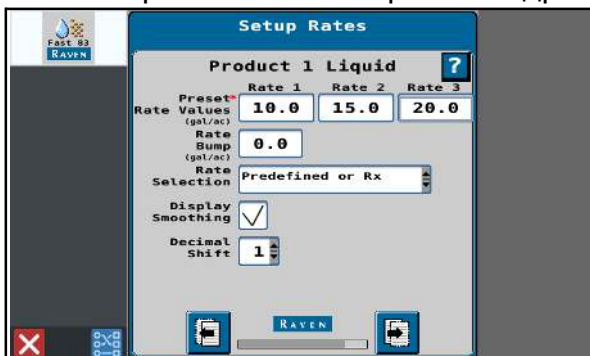 Setup Rates
Fast 83
RAVEN
Product 1 Liquid
?
Rate 1 Rate 2 Rate 3
Preset*
Rate Values
(gal/ac)
10.0 15.0 20.0
Rate
Bump
(gal/ac)
0.0
Rate
Selection
Predefined or Rx
Display
Smoothing
Decimal
Shift
1
RAVEN